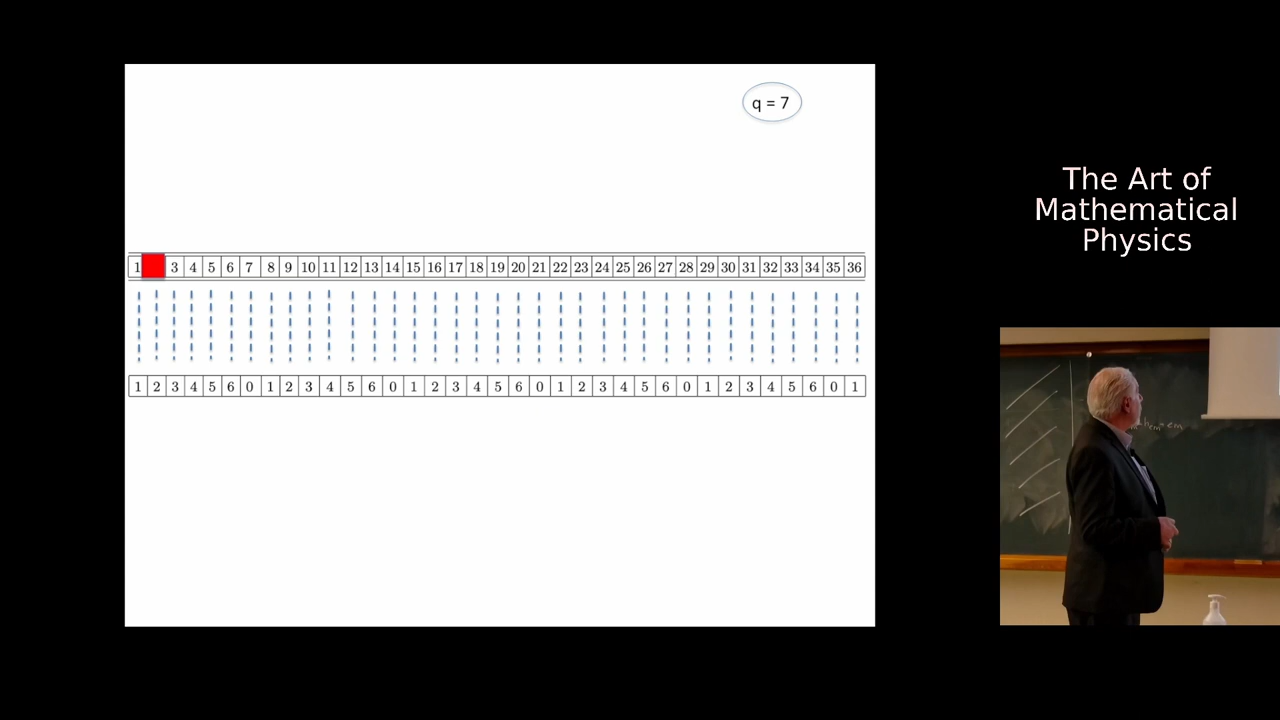 q = 7
1 3 4 5 6 7 8 9 10 11 12 13 14 15 16 17 18 19 20 21 22 23 24 25 26 27 28 29 30 31 32 33 34 35 36
1 2 3 4 5 6 0 1 2 3 4 5 6 0 1 2 3 4 5 6 0 1 2 3 4 5 6 0 1 2 3 4 5 6 0 1
The Art of
Mathematical
Physics